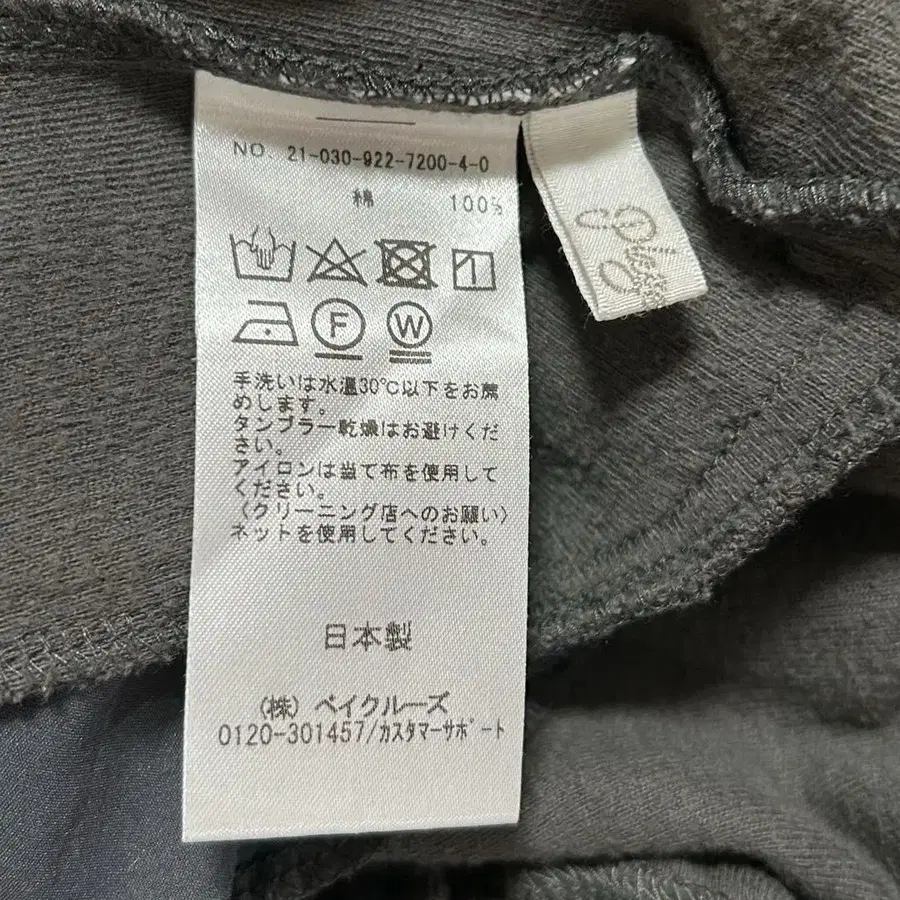 NO. 21-030-922-7200-4-0
綿 100%
F W
手洗いは水温30℃以下をお薦
めします。
タンブラー乾燥はお避けくだ
さい。
アイロンは当て布を使用して
ください。
〈クリーニング店へのお願い〉
ネットを使用してください。
日本製
(株) ベイクルーズ
0120-301457/カスタマーサポート